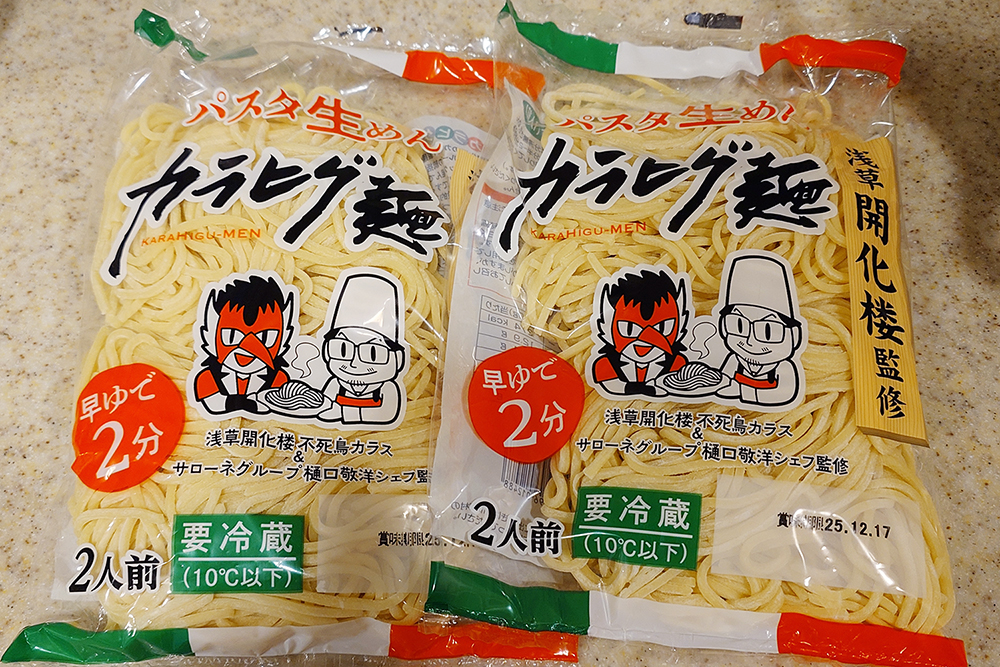 パスタ生めん
カラヒグ麺
KARAHIGU-MEN
早ゆで
2分
浅草開化楼 不死鳥カラス
&
サローネグループ 樋口敬洋シェフ監
要冷蔵
(10℃以下)
2人前
賞味期限25.
パスタ生めん
カラヒグ麺
KARAHIGU-MEN
浅草開化楼監修
早ゆで
2分
浅草開化楼 不死鳥カラス
&
サローネグループ 樋口敬洋シェフ監修
要冷蔵
(10℃以下)
2人前
賞味期限25.12.17